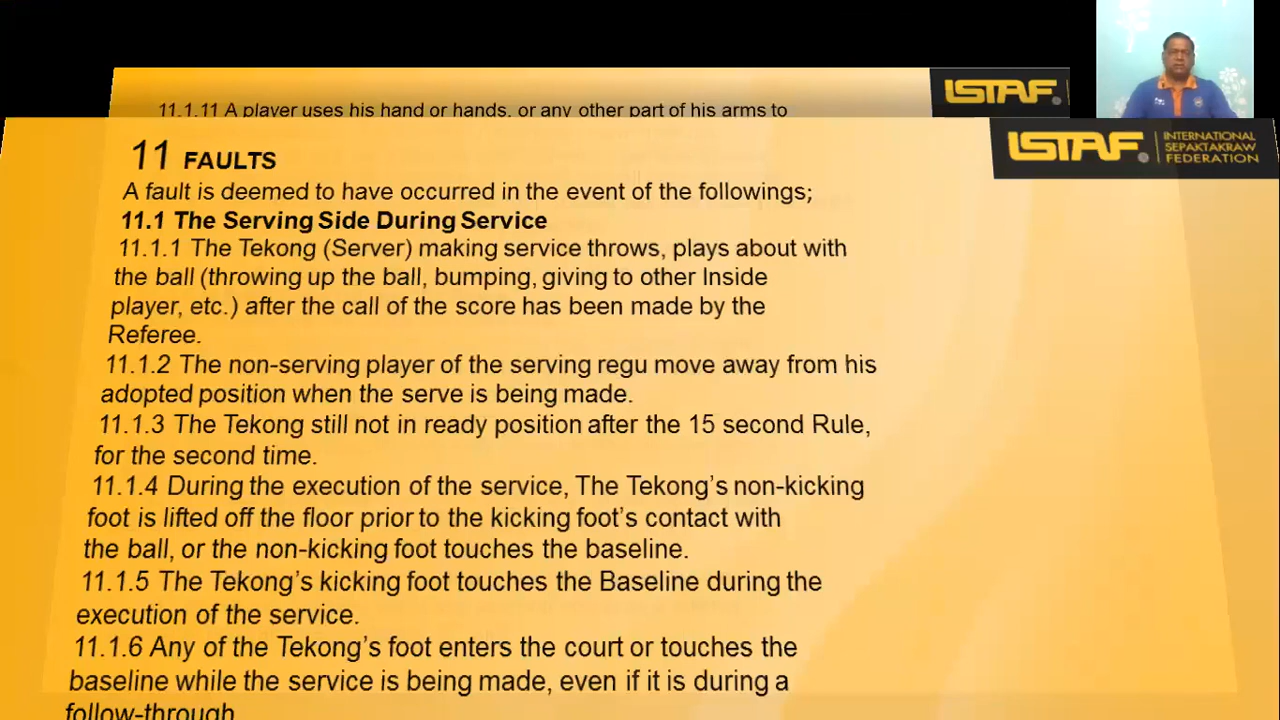 11.1.11 A player uses his hand or hands, or any other part of his arms to
ISTAF
ISTAF
INTERNATIONAL
SEPAKTAKRAW
FEDERATION
11 FAULTS
A fault is deemed to have occurred in the event of the followings;
11.1 The Serving Side During Service
11.1.1 The Tekong (Server) making service throws, plays about with
the ball (throwing up the ball, bumping, giving to other Inside
player, etc.) after the call of the score has been made by the
Referee.
11.1.2 The non-serving player of the serving regu move away from his
adopted position when the serve is being made.
11.1.3 The Tekong still not in ready position after the 15 second Rule,
for the second time.
11.1.4 During the execution of the service, The Tekong's non-kicking
foot is lifted off the floor prior to the kicking foot's contact with
the ball, or the non-kicking foot touches the baseline.
11.1.5 The Tekong's kicking foot touches the Baseline during the
execution of the service.
11.1.6 Any of the Tekong's foot enters the court or touches the
baseline while the service is being made, even if it is during a
follow-through